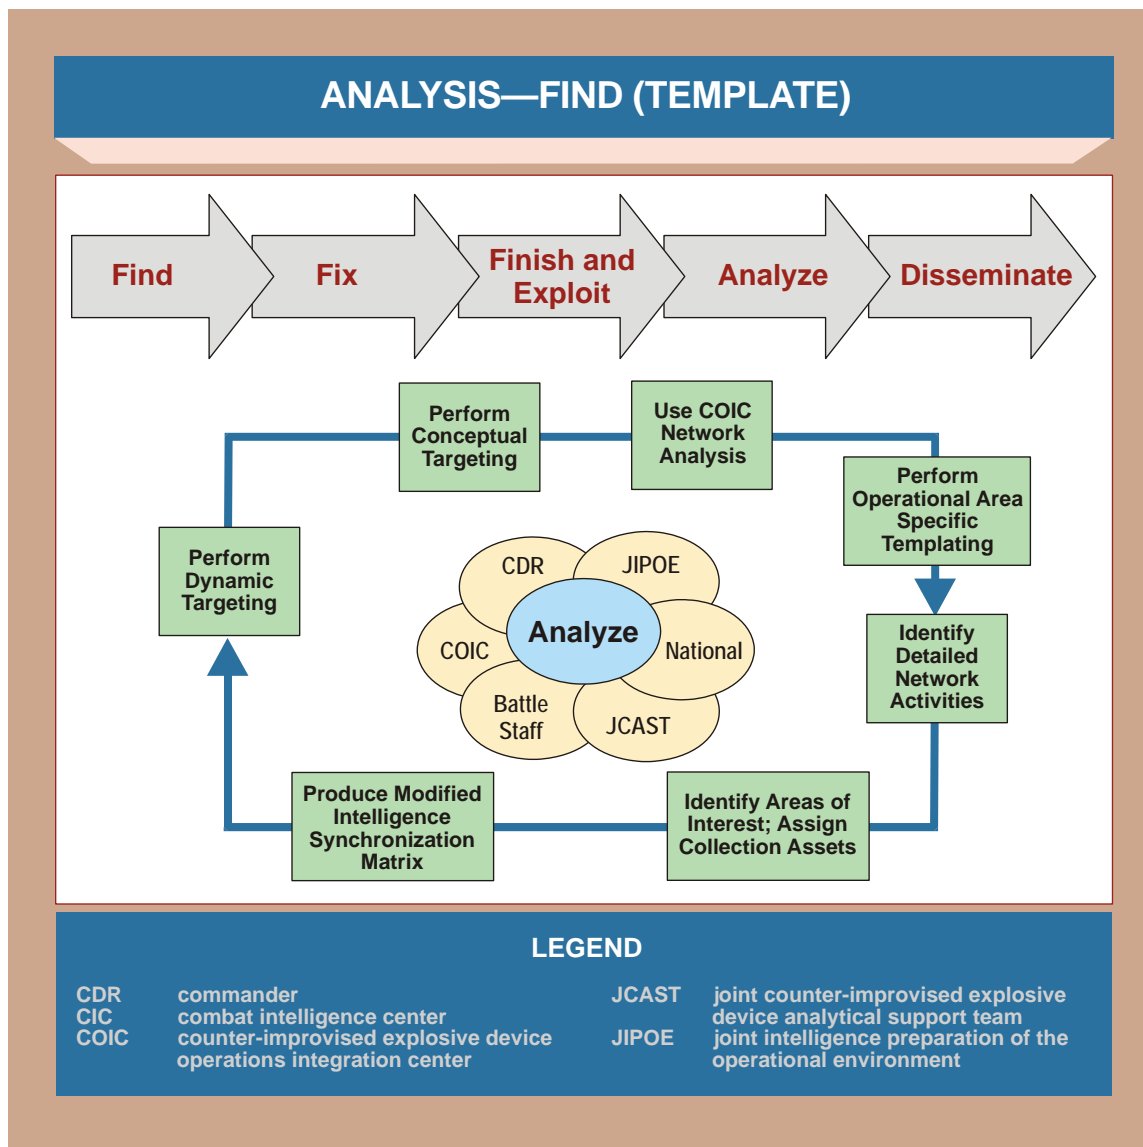 ANALYSIS—FIND (TEMPLATE)
Find
Fix
Finish and
Exploit
Analyze
Disseminate
Perform
Conceptual
Targeting
Use COIC
Network
Analysis
Perform
Operational Area
Specific
Templating
Perform
Dynamic
Targeting
CDR
JIPOE
Analyze
COIC
National
Battle
Staff
JCAST
Identify
Detailed
Network
Activities
Produce Modified
Intelligence
Synchronization
Matrix
Identify Areas of
Interest; Assign
Collection Assets
LEGEND
CDR commander
CIC combat intelligence center
COIC counter-improvised explosive device
operations integration center
JCAST joint counter-improvised explosive
device analytical support team
JIPOE joint intelligence preparation of the
operational environment